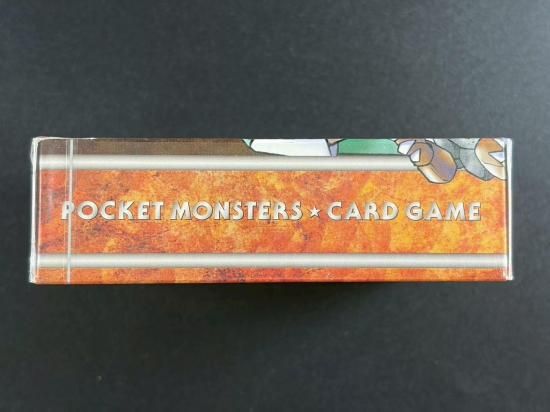 POCKET MONSTERS ★ CARD GAME